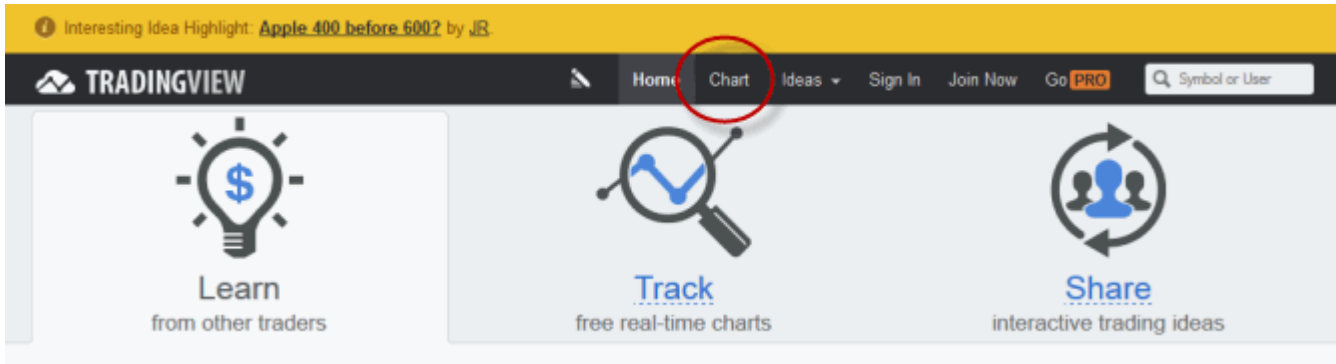 Interesting Idea Highlight: Apple 400 before 600? by JR.
TRADINGVIEW Home Chart Ideas Sign In Join Now Go PRO Symbol or User
$
Learn Track Share
from other traders free real-time charts interactive trading ideas